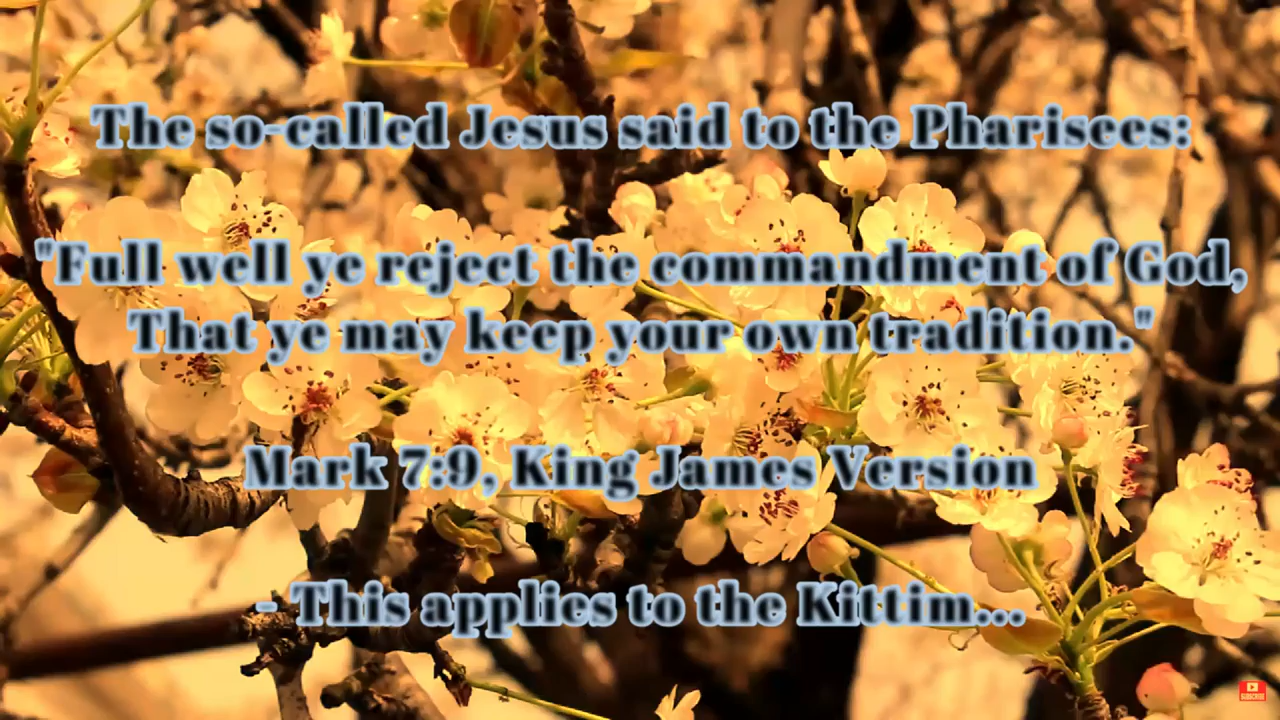 The so-called Jesus said to the Pharisees:
"Full well ye reject the commandment of God,
That ye may keep your own tradition."
Mark 7:9, King James Version
- This applies to the Kittim...
SUBSCRIBE